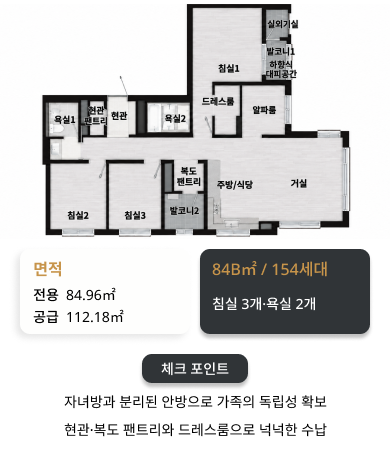 실외기실
발코니1
하향식
대피공간
침실1
드레스룸
알파룸
욕실1
현관
팬트리
현관
욕실2
복도
팬트리
주방/식당
거실
침실2
침실3
발코니2
면적
전용 84.96㎡
공급 112.18㎡
84B㎡ / 154세대
침실 3개·욕실 2개
체크 포인트
자녀방과 분리된 안방으로 가족의 독립성 확보
현관·복도 팬트리와 드레스룸으로 넉넉한 수납